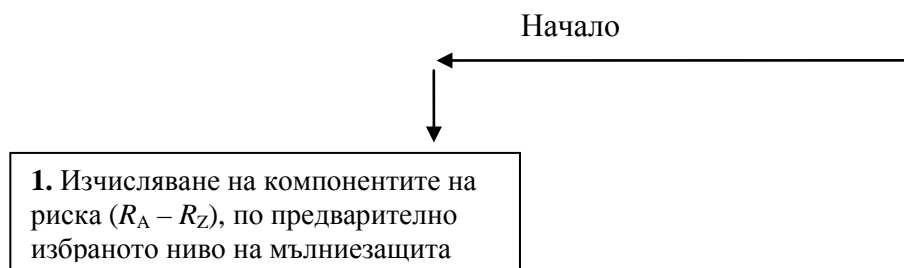 Начало
1. Изчисляване на компонентите на
риска (RA – RZ), по предварително
избраното ниво на мълниезащита